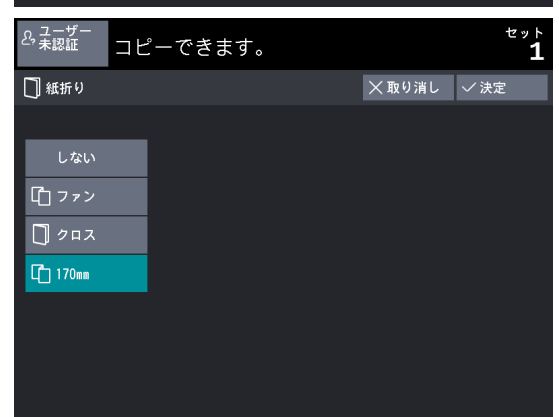 ユーザー
未認証
コピーできます。
セット
1
紙折り
取り消し
決定
しない
ファン
クロス
170mm